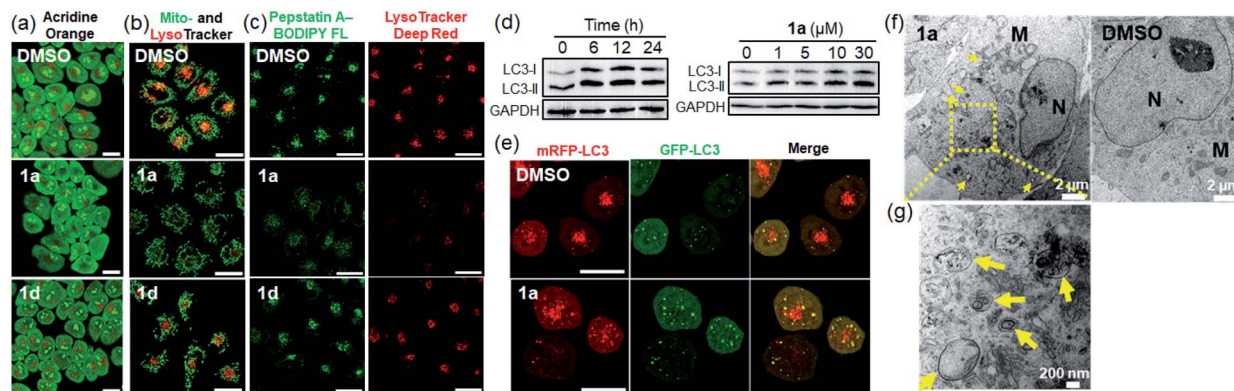 (a)
Acridine
Orange
DMSO
1a
1d
(b)
Mito- and
LysoTracker
DMSO
1a
1d
(c)
Pepstatin A–
BODIPY FL
LysoTracker
Deep Red
DMSO
1a
1d
(d)
Time (h)
0 6 12 24
LC3-I
LC3-II
GAPDH
1a (µM)
0 1 5 10 30
LC3-I
LC3-II
GAPDH
(e)
mRFP-LC3 GFP-LC3 Merge
DMSO
1a
(f)
1a
M
N
2 µm
DMSO
N
M
2 µm
(g)
200 nm